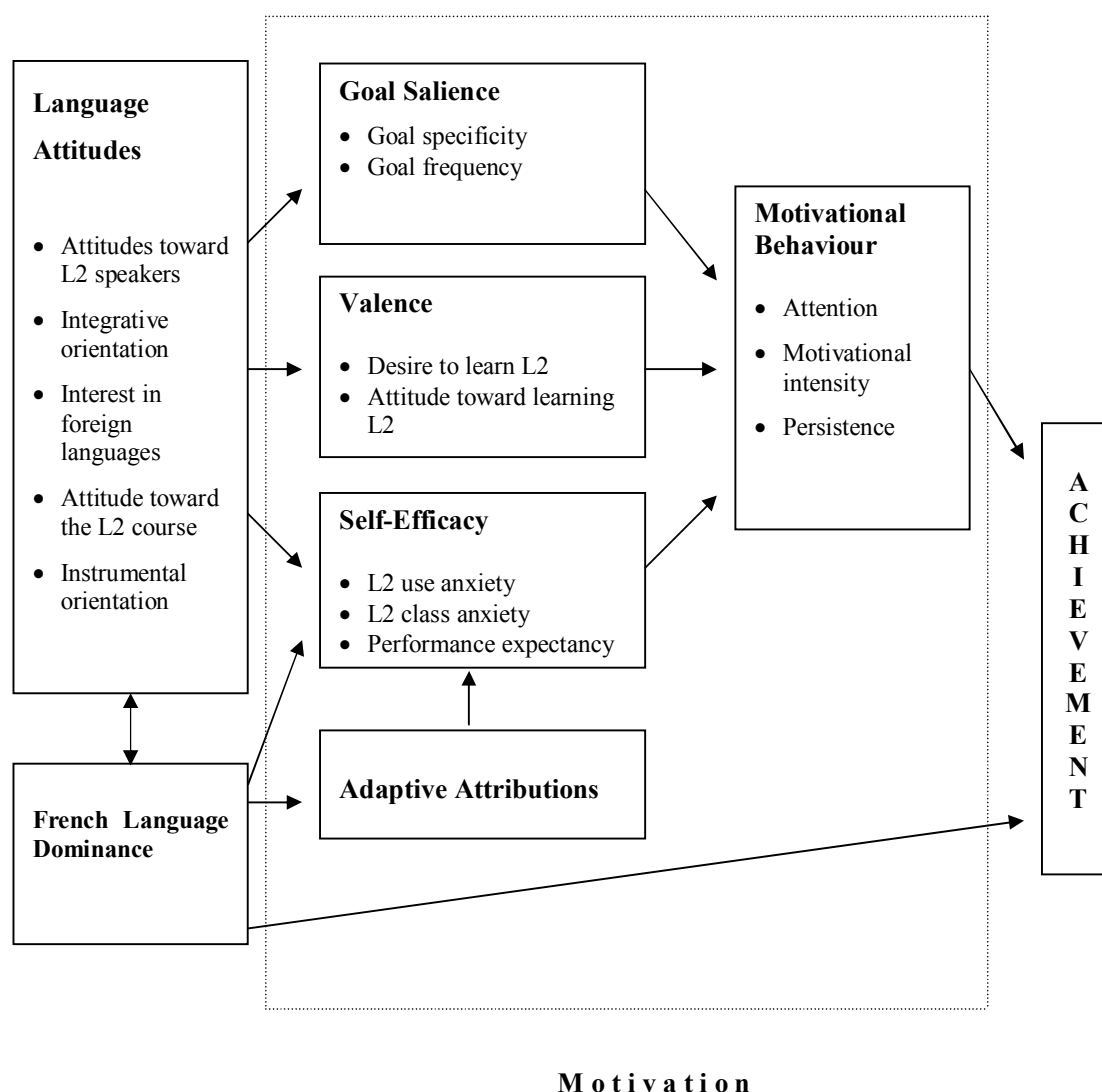 Language
Attitudes
• Attitudes toward
L2 speakers
• Integrative
orientation
• Interest in
foreign
languages
• Attitude toward
the L2 course
• Instrumental
orientation
French Language
Dominance
Goal Salience
• Goal specificity
• Goal frequency
Valence
• Desire to learn L2
• Attitude toward learning
L2
Self-Efficacy
• L2 use anxiety
• L2 class anxiety
• Performance expectancy
Adaptive Attributions
Motivational
Behaviour
• Attention
• Motivational
intensity
• Persistence
A
C
H
I
E
V
E
M
E
N
T
Motivation